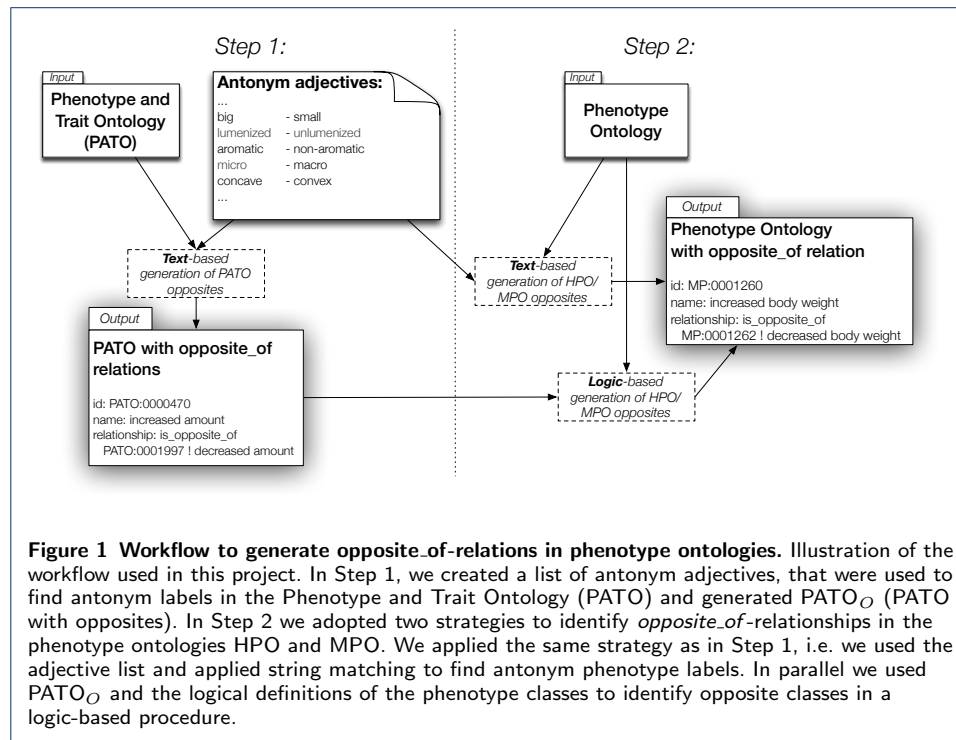 Step 1:
Step 2:
Input
Phenotype and
Trait Ontology
(PATO)
Antonym adjectives:
...
big - small
lumenized - unlumenized
aromatic - non-aromatic
micro - macro
concave - convex
...
Input
Phenotype
Ontology
Text-based
generation of PATO
opposites
Text-based
generation of HPO/
MPO opposites
Output
Phenotype Ontology
with opposite_of relation
id: MP:0001260
name: increased body weight
relationship: is_opposite_of
MP:0001262 ! decreased body weight
Output
PATO with opposite_of
relations
id: PATO:0000470
name: increased amount
relationship: is_opposite_of
PATO:0001997 ! decreased amount
Logic-based
generation of HPO/
MPO opposites
Figure 1 Workflow to generate opposite_of-relations in phenotype ontologies. Illustration of the
workflow used in this project. In Step 1, we created a list of antonym adjectives, that were used to
find antonym labels in the Phenotype and Trait Ontology (PATO) and generated PATO_O (PATO
with opposites). In Step 2 we adopted two strategies to identify opposite_of-relationships in the
phenotype ontologies HPO and MPO. We applied the same strategy as in Step 1, i.e. we used the
adjective list and applied string matching to find antonym phenotype labels. In parallel we used
PATO_O and the logical definitions of the phenotype classes to identify opposite classes in a
logic-based procedure.